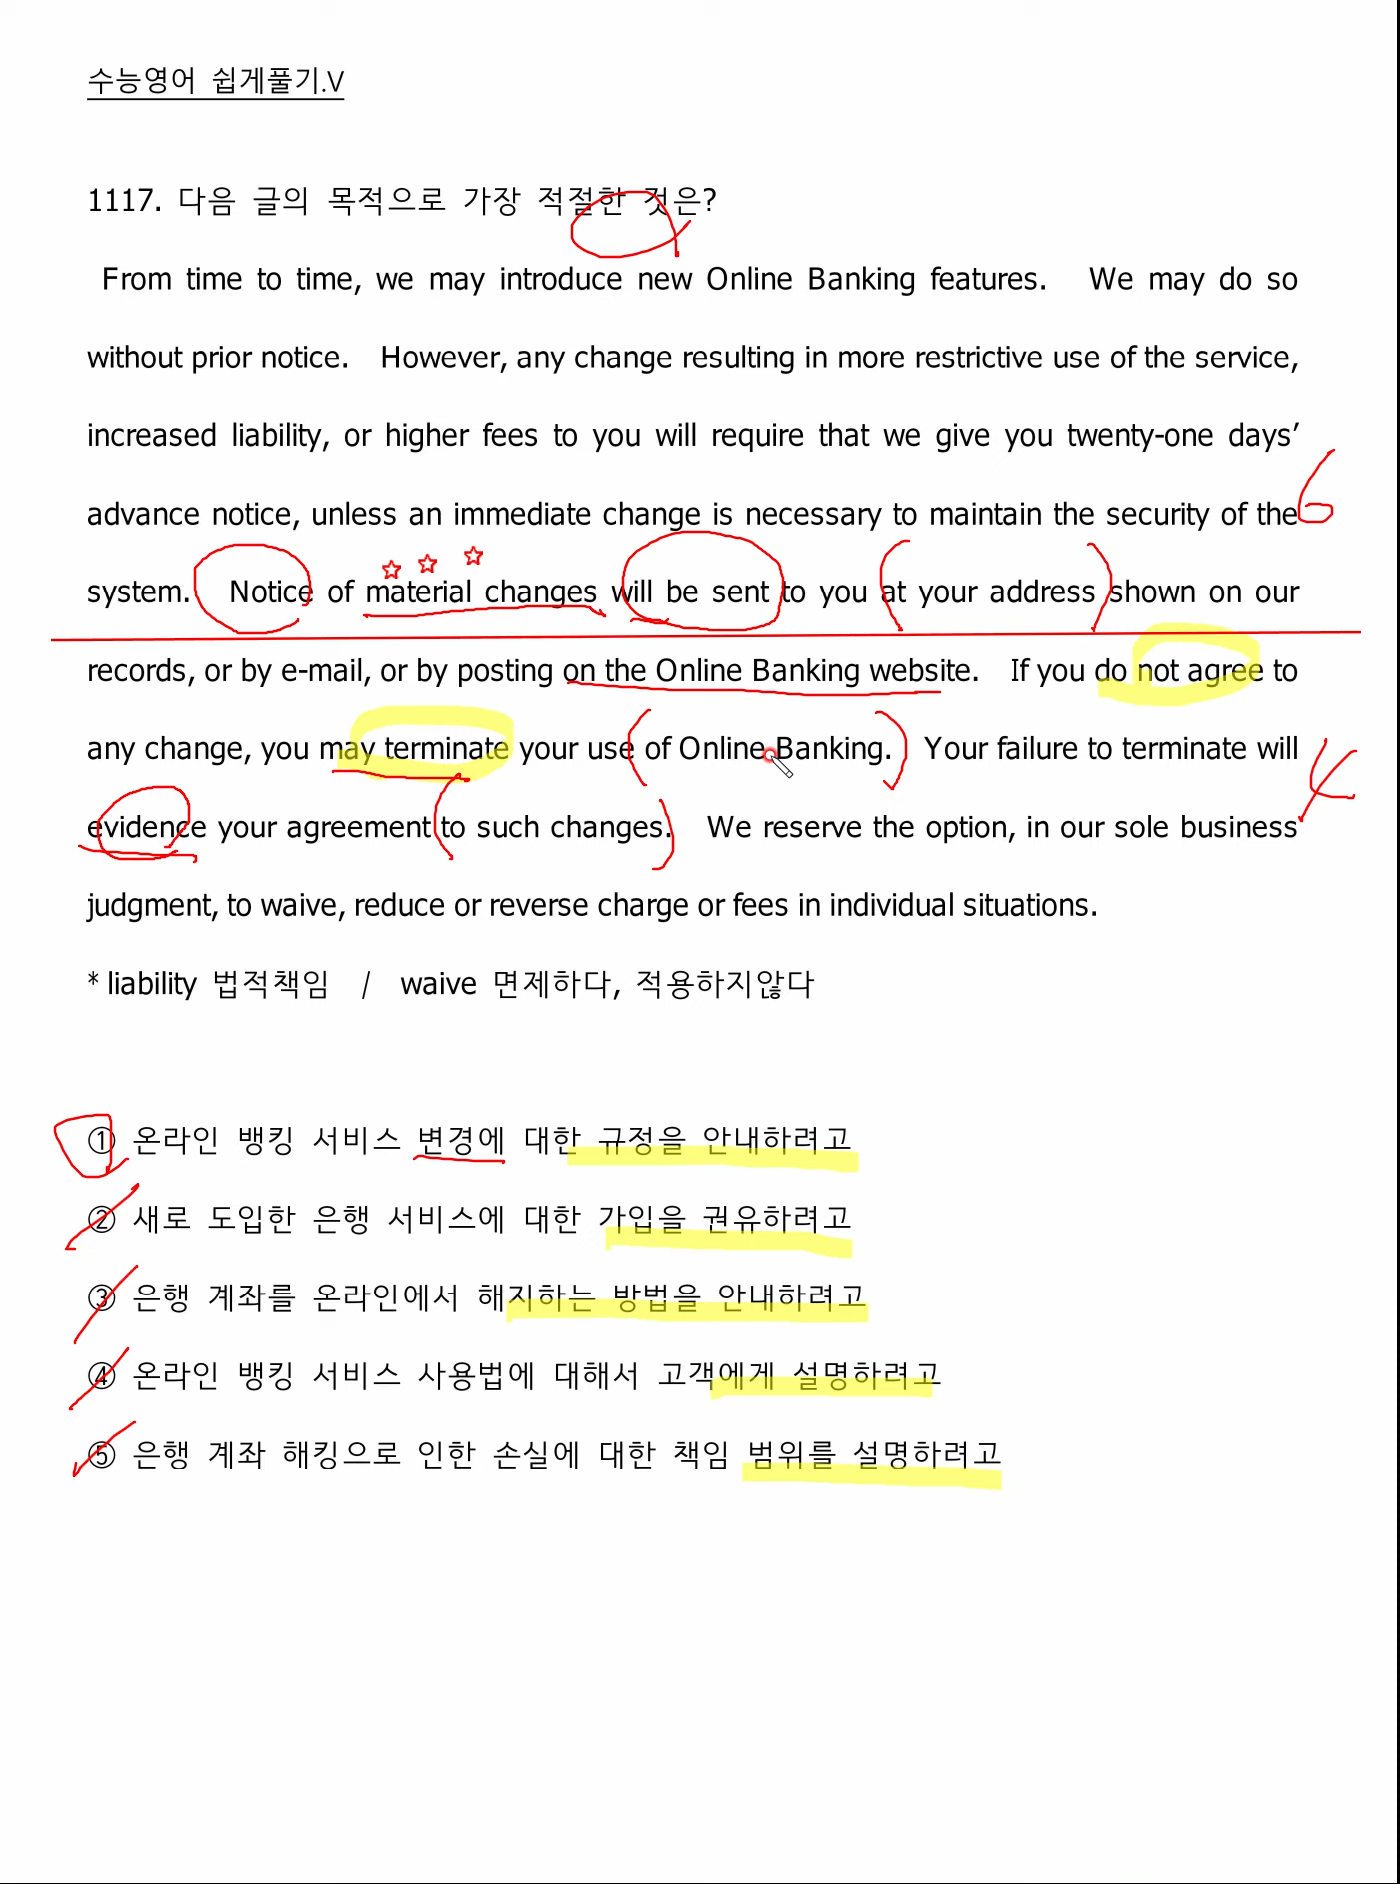 수능영어 쉽게풀기.V
1117. 다음 글의 목적으로 가장 적절한 것은?
From time to time, we may introduce new Online Banking features. We may do so
without prior notice. However, any change resulting in more restrictive use of the service,
increased liability, or higher fees to you will require that we give you twenty-one days’
advance notice, unless an immediate change is necessary to maintain the security of the
6
system. Notice of material changes will be sent to you at your address shown on our
records, or by e-mail, or by posting on the Online Banking website. If you do not agree to
any change, you may terminate your use of Online Banking. Your failure to terminate will
4
evidence your agreement to such changes. We reserve the option, in our sole business
judgment, to waive, reduce or reverse charge or fees in individual situations.
* liability 법적책임 / waive 면제하다, 적용하지않다
① 온라인 뱅킹 서비스 변경에 대한 규정을 안내하려고
② 새로 도입한 은행 서비스에 대한 가입을 권유하려고
③ 은행 계좌를 온라인에서 해지하는 방법을 안내하려고
④ 온라인 뱅킹 서비스 사용법에 대해서 고객에게 설명하려고
⑤ 은행 계좌 해킹으로 인한 손실에 대한 책임 범위를 설명하려고